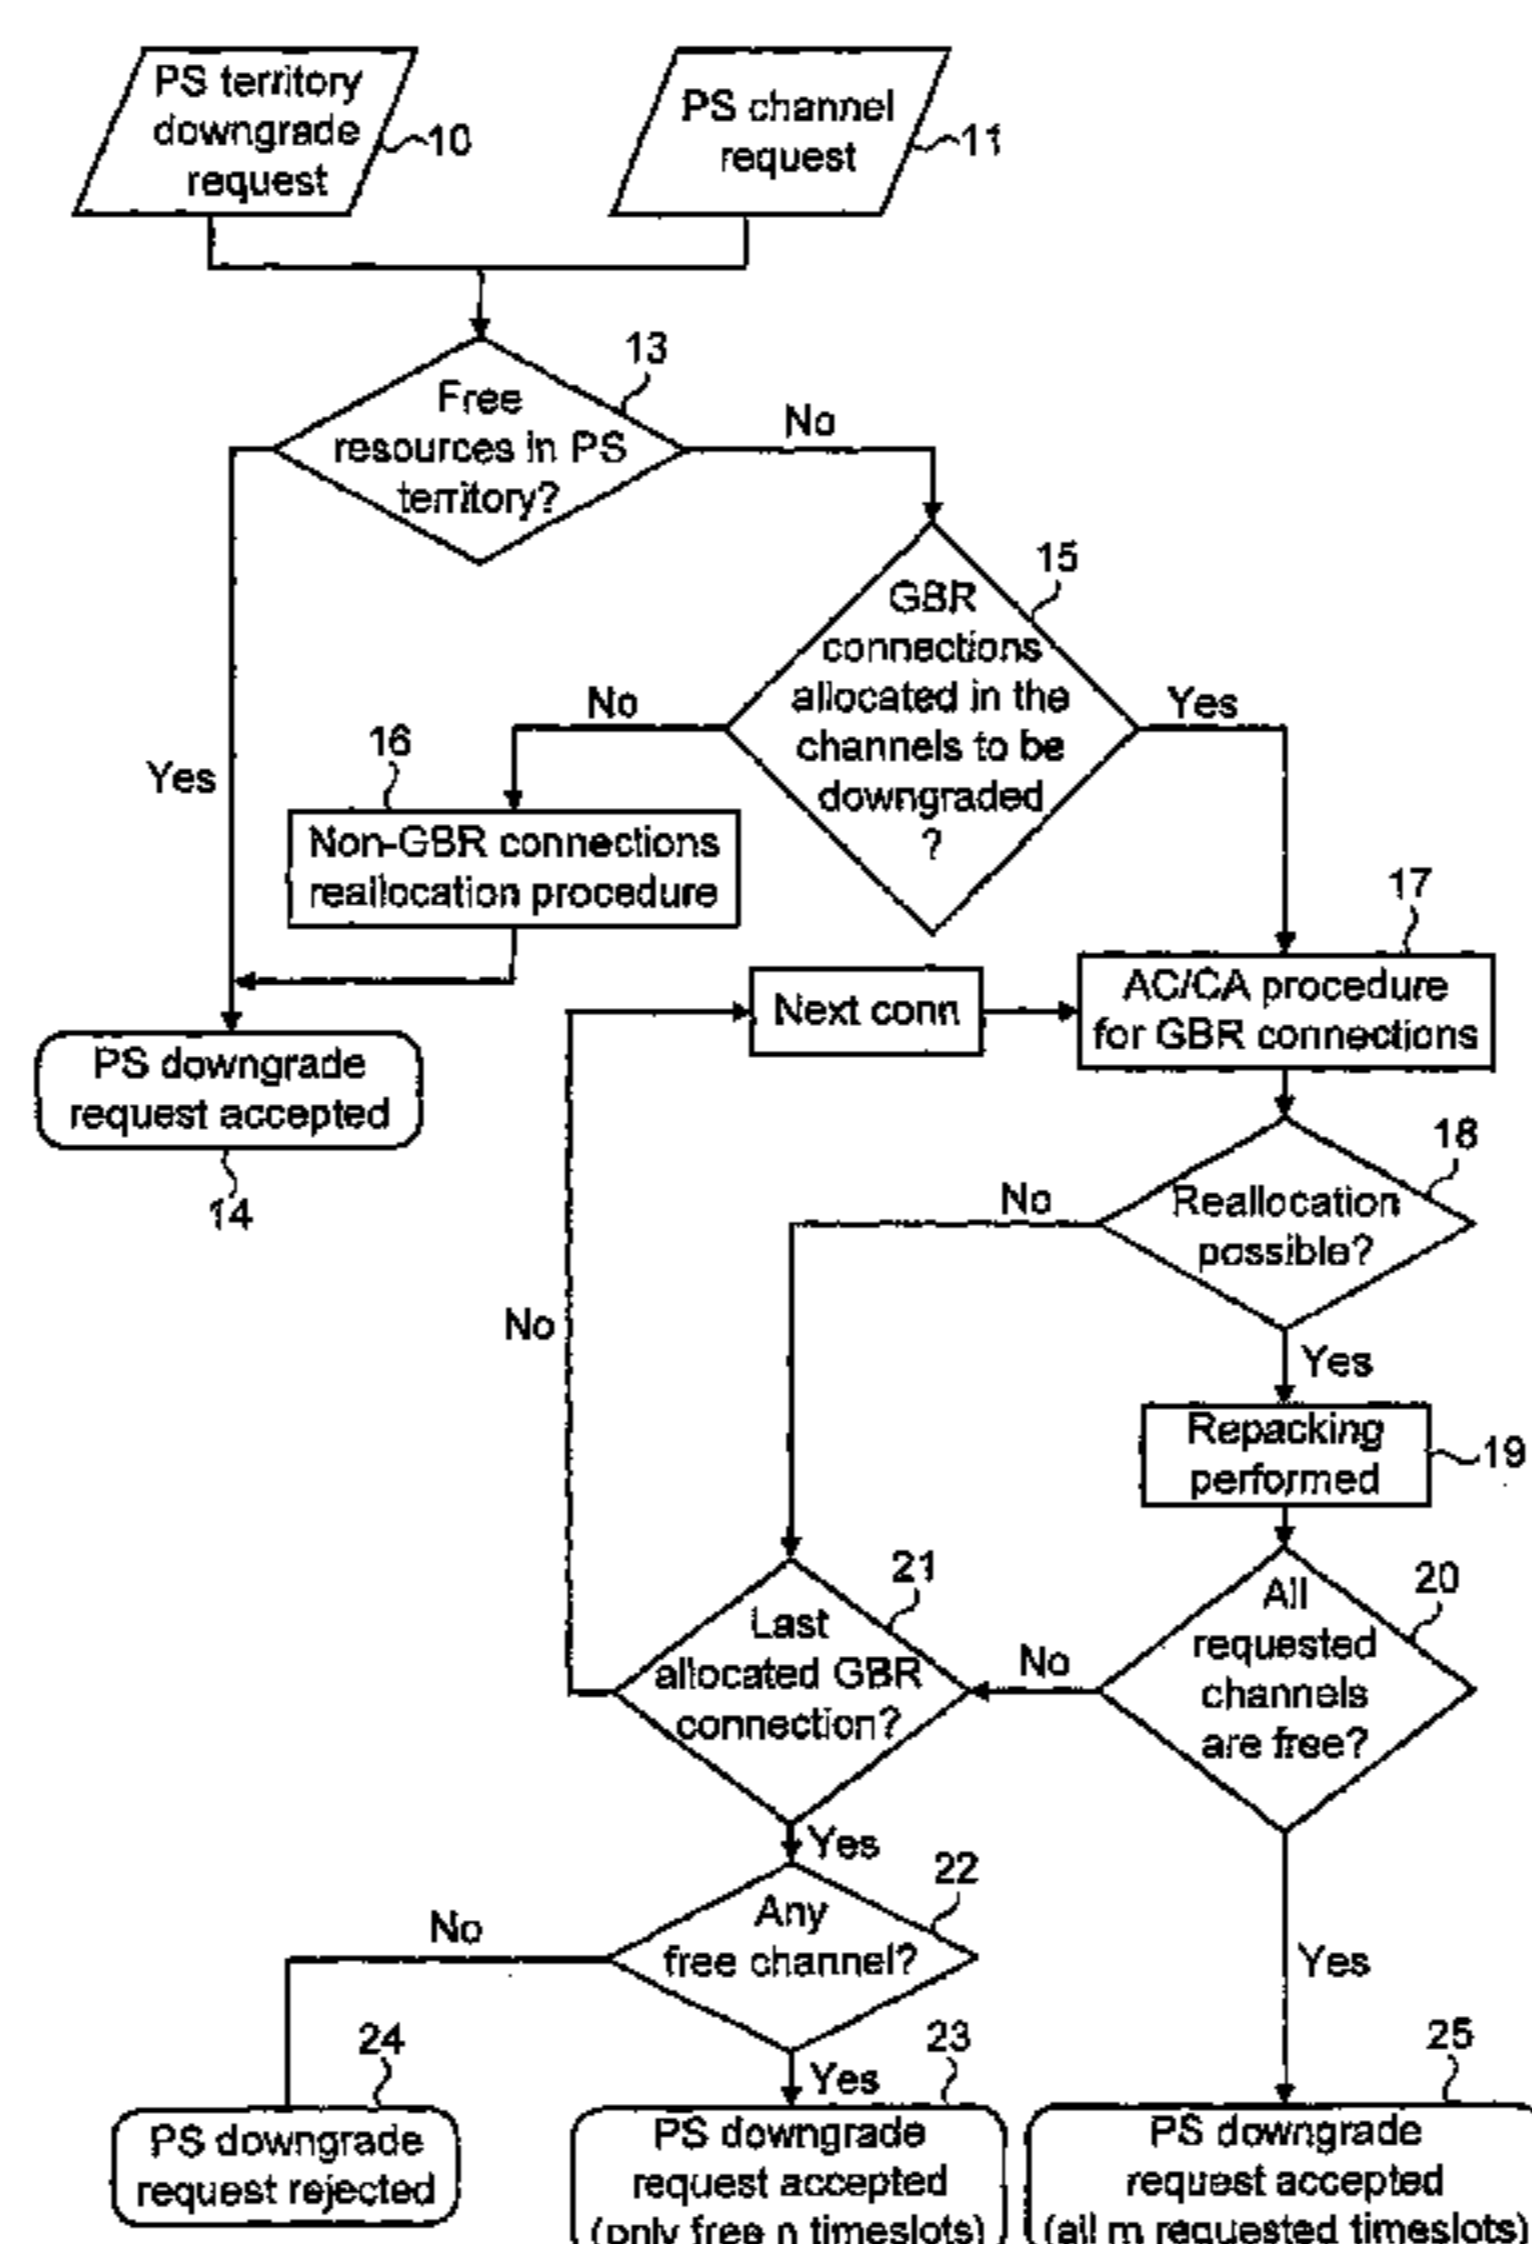 PS territory
downgrade
request
10
PS channel
request
11
13
Free
resources in PS
territory?
No
Yes
15
GBR
connections
allocated in the
channels to be
downgraded
?
No
Yes
16
Non-GBR connections
reallocation procedure
17
AC/CA procedure
for GBR connections
Next conn
PS downgrade
request accepted
14
18
Reallocation
possible?
No
Yes
No
Repacking
performed
19
20
All
requested
channels
are free?
No
Yes
21
Last
allocated GBR
connection?
Yes
22
Any
free channel?
No
Yes
24
PS downgrade
request rejected
23
PS downgrade
request accepted
(only free n timeslots)
25
PS downgrade
request accepted
(all m requested timeslots)